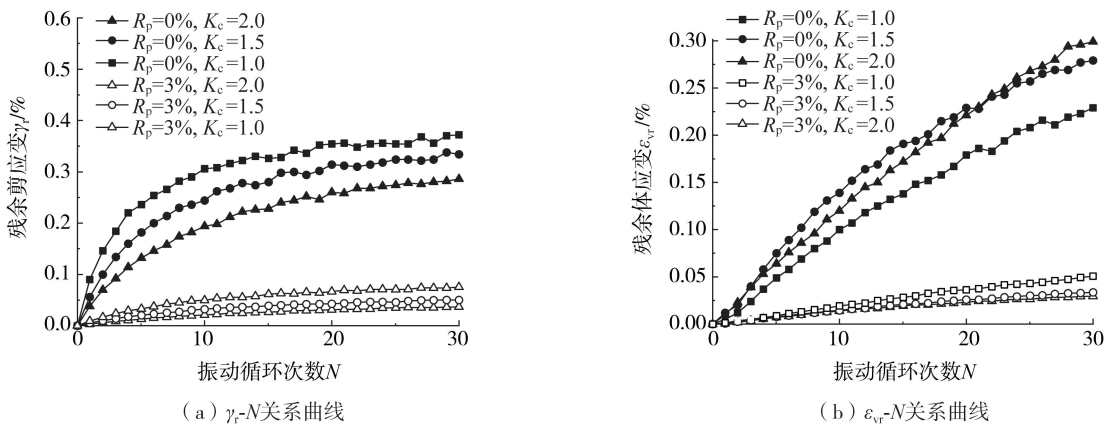 0.6
0.5
0.4
0.3
0.2
0.1
0.0
残余剪应变γr/%
Rp=0%, Kc=2.0
Rp=0%, Kc=1.5
Rp=0%, Kc=1.0
Rp=3%, Kc=2.0
Rp=3%, Kc=1.5
Rp=3%, Kc=1.0
0
10
20
30
振动循环次数N
（a）γr-N关系曲线
0.30
0.25
0.20
0.15
0.10
0.05
0.00
残余体应变εvr/%
Rp=0%, Kc=1.0
Rp=0%, Kc=1.5
Rp=0%, Kc=2.0
Rp=3%, Kc=1.0
Rp=3%, Kc=1.5
Rp=3%, Kc=2.0
0
10
20
30
振动循环次数N
（b）εvr-N关系曲线